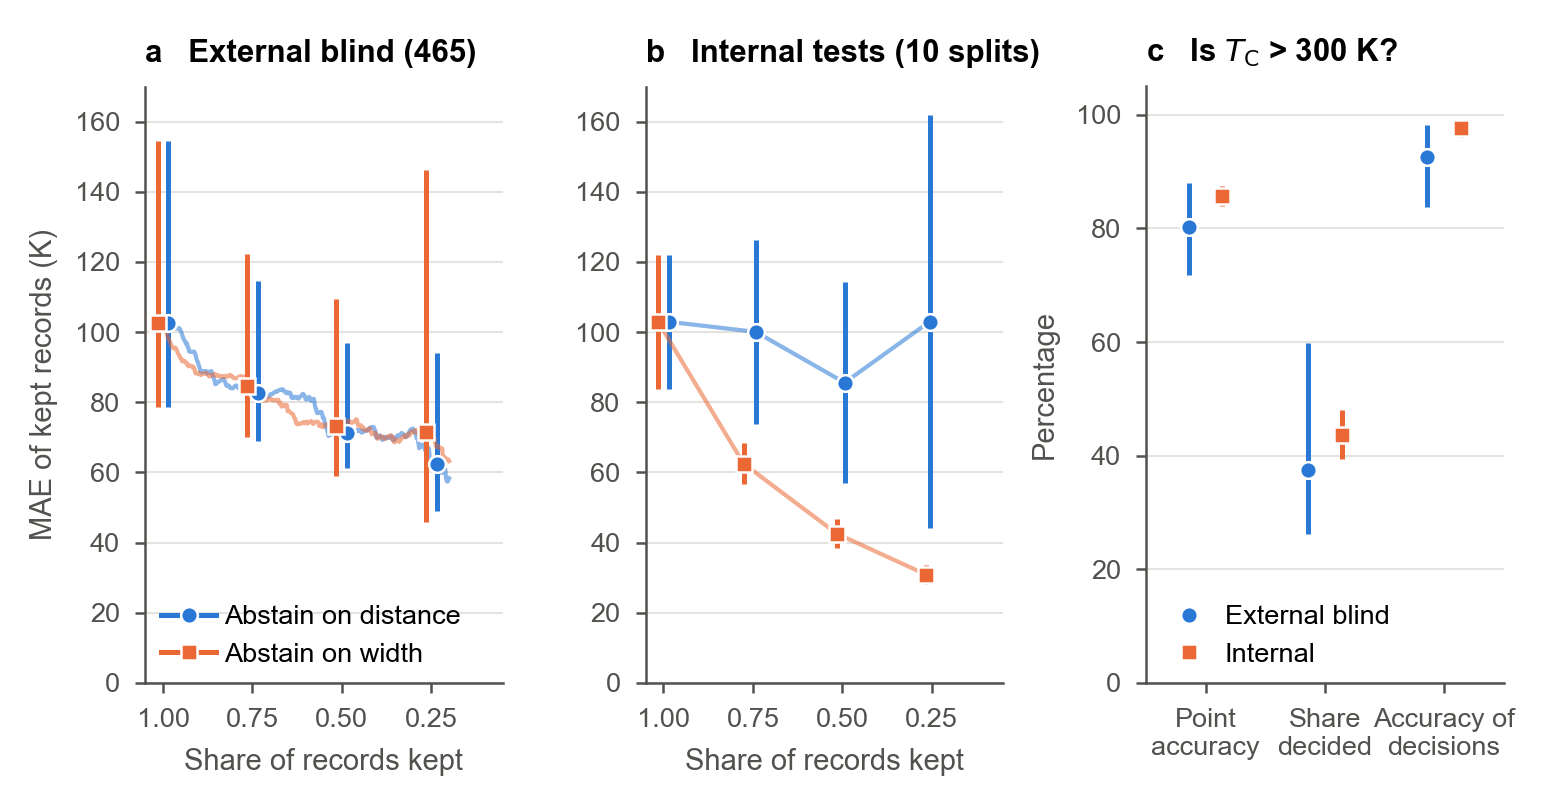 a External blind (465)
MAE of kept records (K)
160
140
120
100
80
60
40
20
0
Abstain on distance
Abstain on width
1.00 0.75 0.50 0.25
Share of records kept
b Internal tests (10 splits)
160
140
120
100
80
60
40
20
0
1.00 0.75 0.50 0.25
Share of records kept
c Is T_C > 300 K?
Percentage
100
80
60
40
20
0
External blind
Internal
Point accuracy
Share decided
Accuracy of decisions